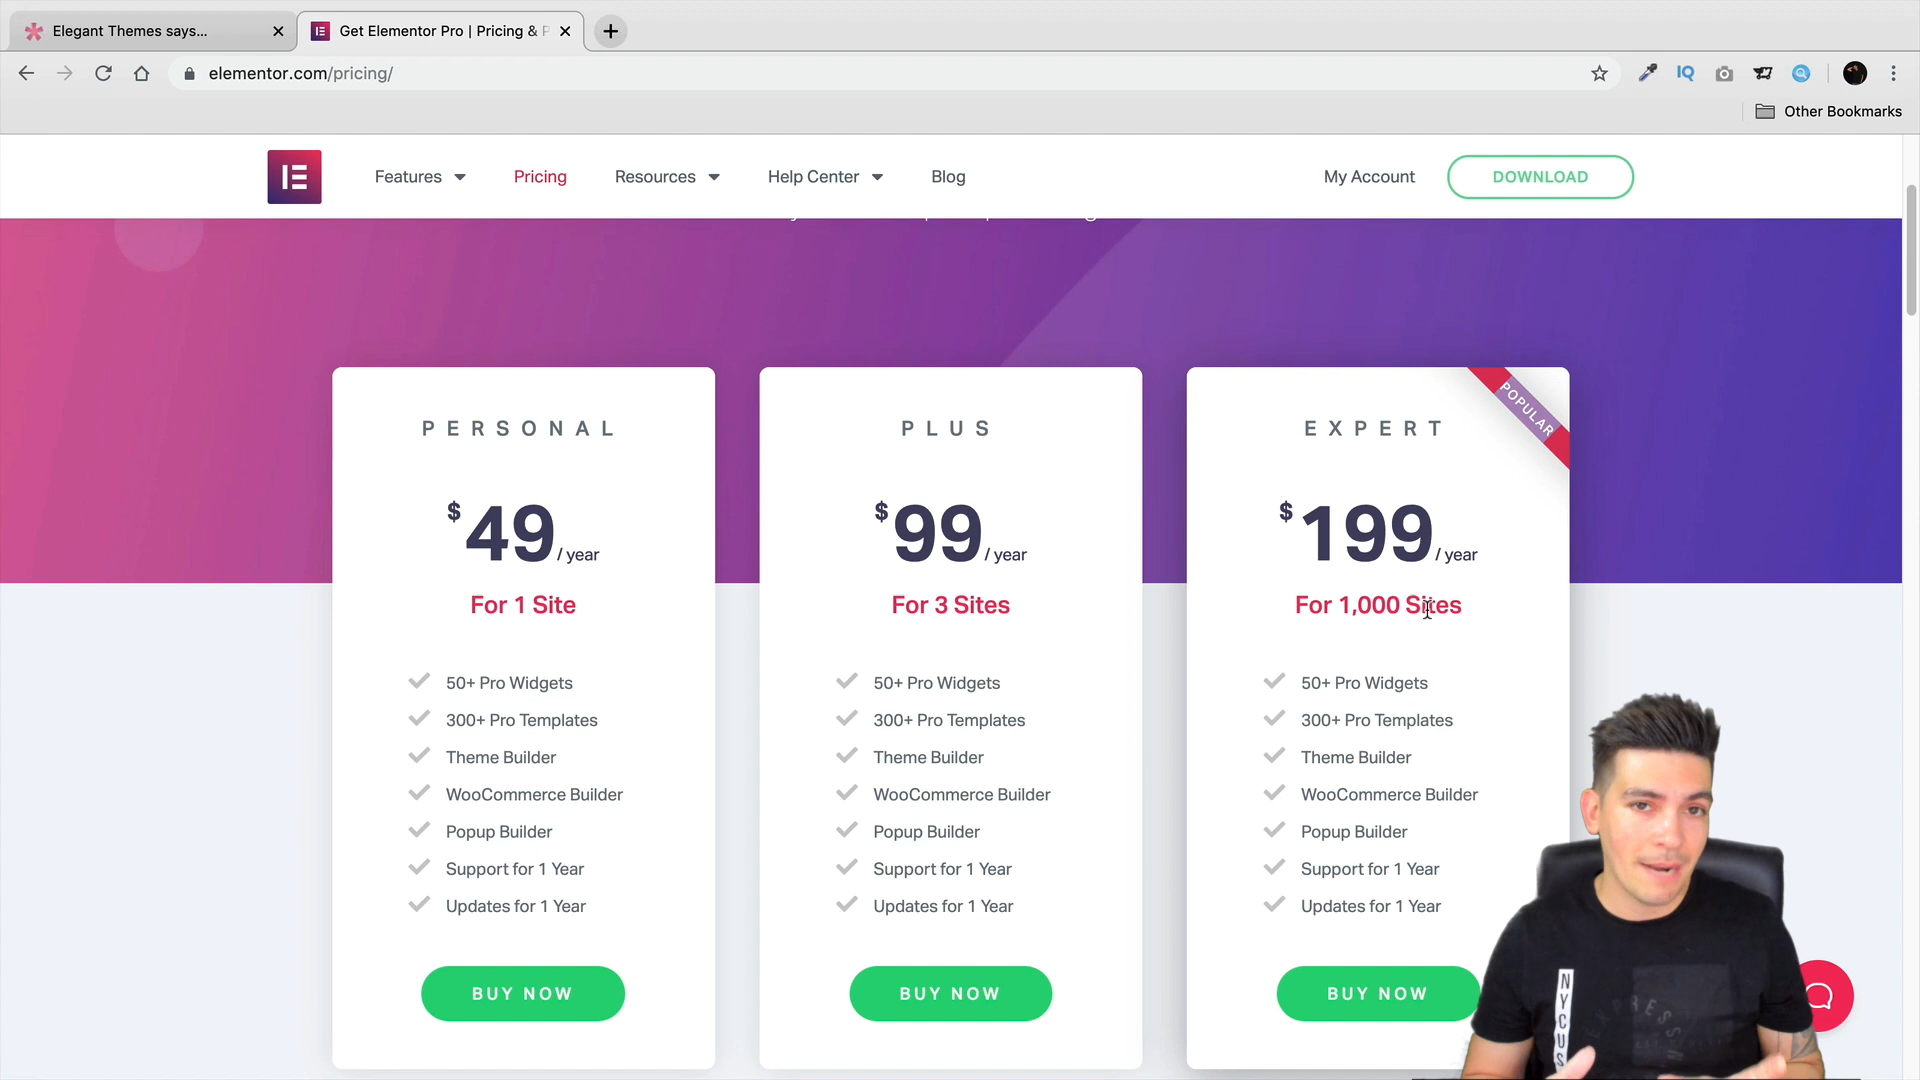 Elegant Themes says...
Get Elementor Pro | Pricing & P
elementor.com/pricing/
IQ
Other Bookmarks
Features
Pricing
Resources
Help Center
Blog
My Account
DOWNLOAD
POPULAR
PERSONAL
PLUS
EXPERT
$49/ year
$99/ year
$199/ year
For 1 Site
For 3 Sites
For 1,000 Sites
50+ Pro Widgets
300+ Pro Templates
Theme Builder
WooCommerce Builder
Popup Builder
Support for 1 Year
Updates for 1 Year
50+ Pro Widgets
300+ Pro Templates
Theme Builder
WooCommerce Builder
Popup Builder
Support for 1 Year
Updates for 1 Year
50+ Pro Widgets
300+ Pro Templates
Theme Builder
WooCommerce Builder
Popup Builder
Support for 1 Year
Updates for 1 Year
BUY NOW
BUY NOW
BUY NOW
NYCUS
EXPRESS